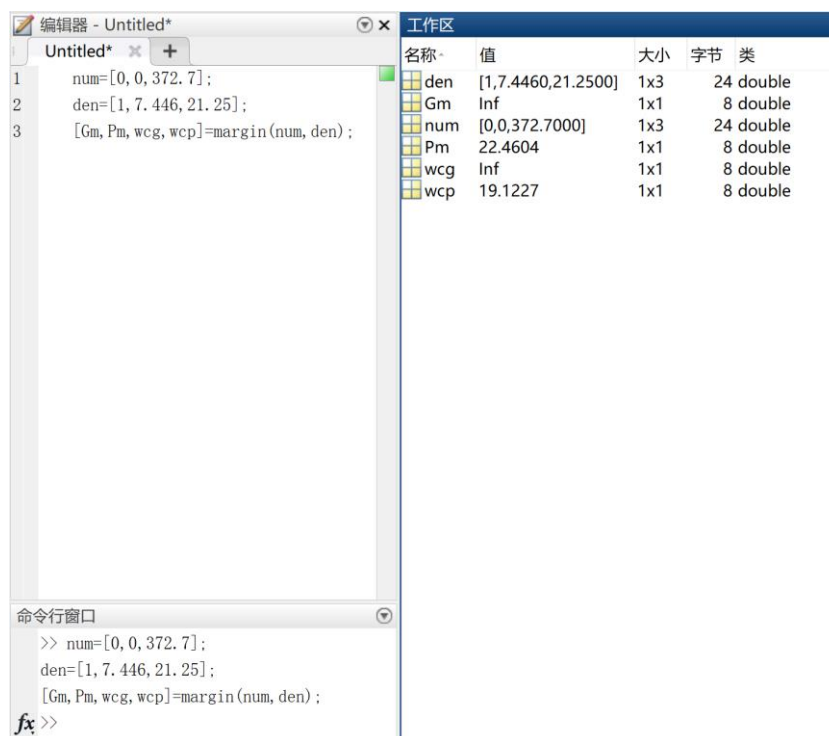 编辑器 - Untitled*
Untitled*
1 num=[0,0,372.7];
2 den=[1,7.446,21.25];
3 [Gm,Pm,wcg,wcp]=margin(num,den);
命令行窗口
>> num=[0,0,372.7];
den=[1,7.446,21.25];
[Gm,Pm,wcg,wcp]=margin(num,den);
fx >>
工作区
名称 值 大小 字节 类
den [1,7.4460,21.2500] 1x3 24 double
Gm Inf 1x1 8 double
num [0,0,372.7000] 1x3 24 double
Pm 22.4604 1x1 8 double
wcg Inf 1x1 8 double
wcp 19.1227 1x1 8 double